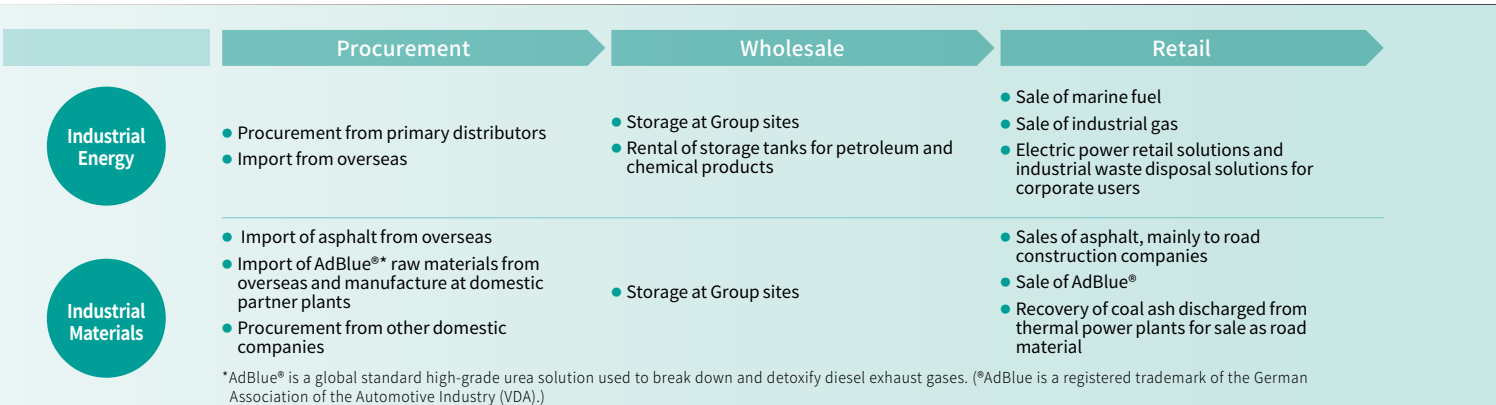 Procurement
Wholesale
Retail
Industrial
Energy
● Procurement from primary distributors
● Import from overseas
● Storage at Group sites
● Rental of storage tanks for petroleum and
chemical products
● Sale of marine fuel
● Sale of industrial gas
● Electric power retail solutions and
industrial waste disposal solutions for
corporate users
Industrial
Materials
● Import of asphalt from overseas
● Import of AdBlue®* raw materials from
overseas and manufacture at domestic
partner plants
● Procurement from other domestic
companies
● Storage at Group sites
● Sales of asphalt, mainly to road
construction companies
● Sale of AdBlue®
● Recovery of coal ash discharged from
thermal power plants for sale as road
material
*AdBlue® is a global standard high-grade urea solution used to break down and detoxify diesel exhaust gases. (®AdBlue is a registered trademark of the German
Association of the Automotive Industry (VDA).)